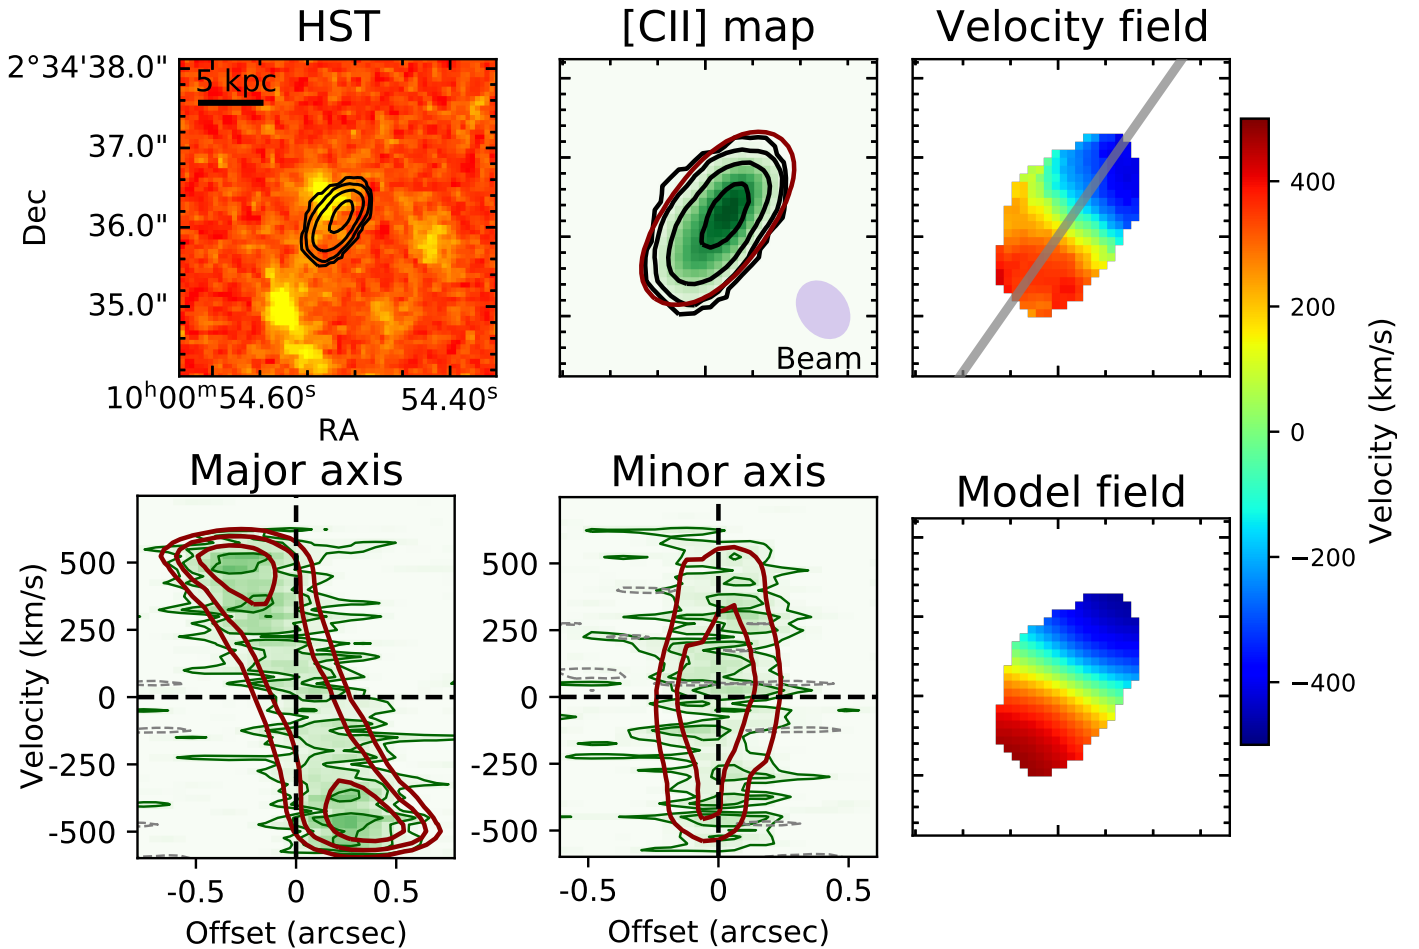 HST
[CII] map
Velocity field
2°34'38.0"
37.0"
36.0"
35.0"
Dec
5 kpc
10ʰ00ᵐ54.60ˢ
54.40ˢ
RA
Beam
400
200
0
−200
−400
Velocity (km/s)
Major axis
Minor axis
Model field
500
250
0
-250
-500
Velocity (km/s)
-0.5
0
0.5
Offset (arcsec)
500
250
0
-250
-500
-0.5
0
0.5
Offset (arcsec)